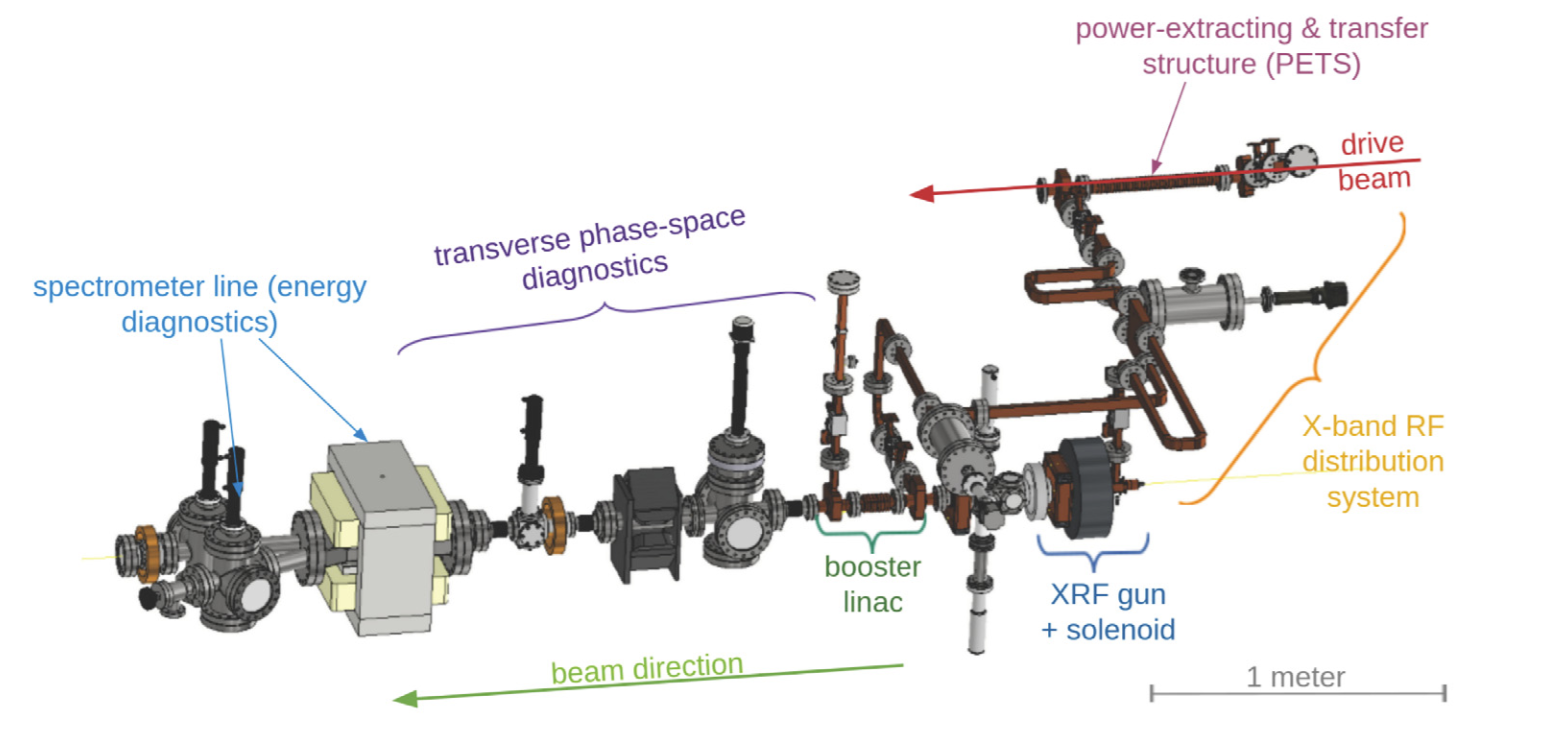 power-extracting & transfer
structure (PETS)
drive
beam
transverse phase-space
diagnostics
spectrometer line (energy
diagnostics)
X-band RF
distribution
system
booster
linac
XRF gun
+ solenoid
beam direction
1 meter